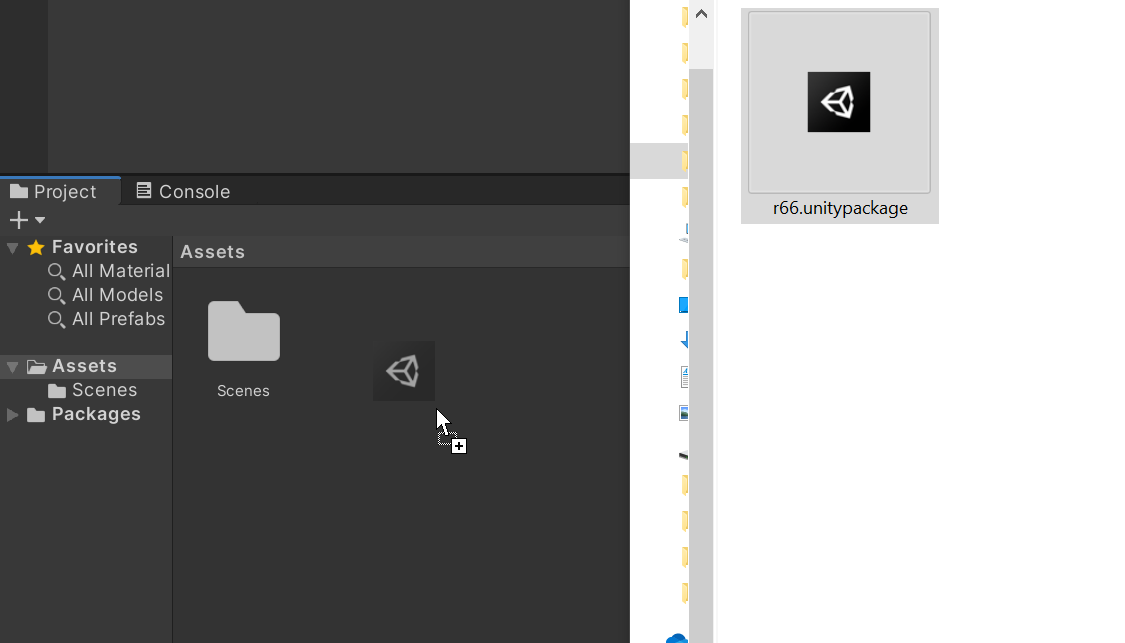 Project
Console
Favorites
All Material
All Models
All Prefabs
Assets
Scenes
Packages
Assets
Scenes
r66.unitypackage